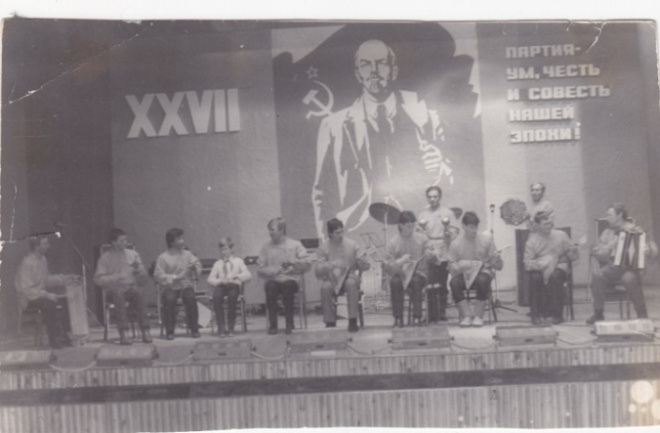 XXVII
ПАРТИЯ-
УМ, ЧЕСТЬ
И СОВЕСТЬ
НАШЕЙ
ЭПОХИ!